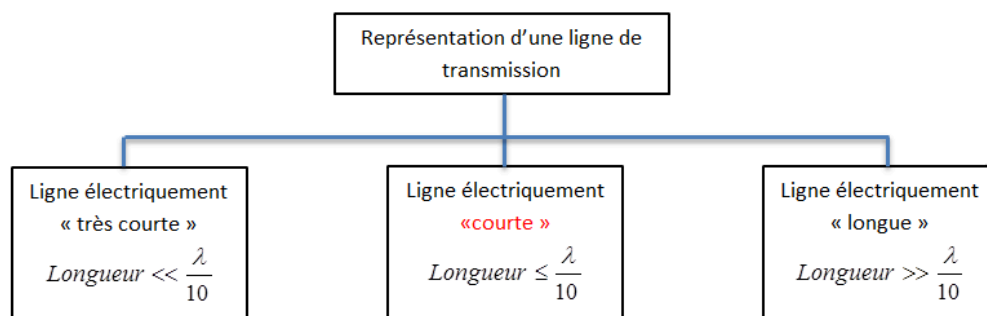 Représentation d’une ligne de
transmission
Ligne électriquement
« très courte »
Longueur << λ/10
Ligne électriquement
«courte »
Longueur ≤ λ/10
Ligne électriquement
« longue »
Longueur >> λ/10